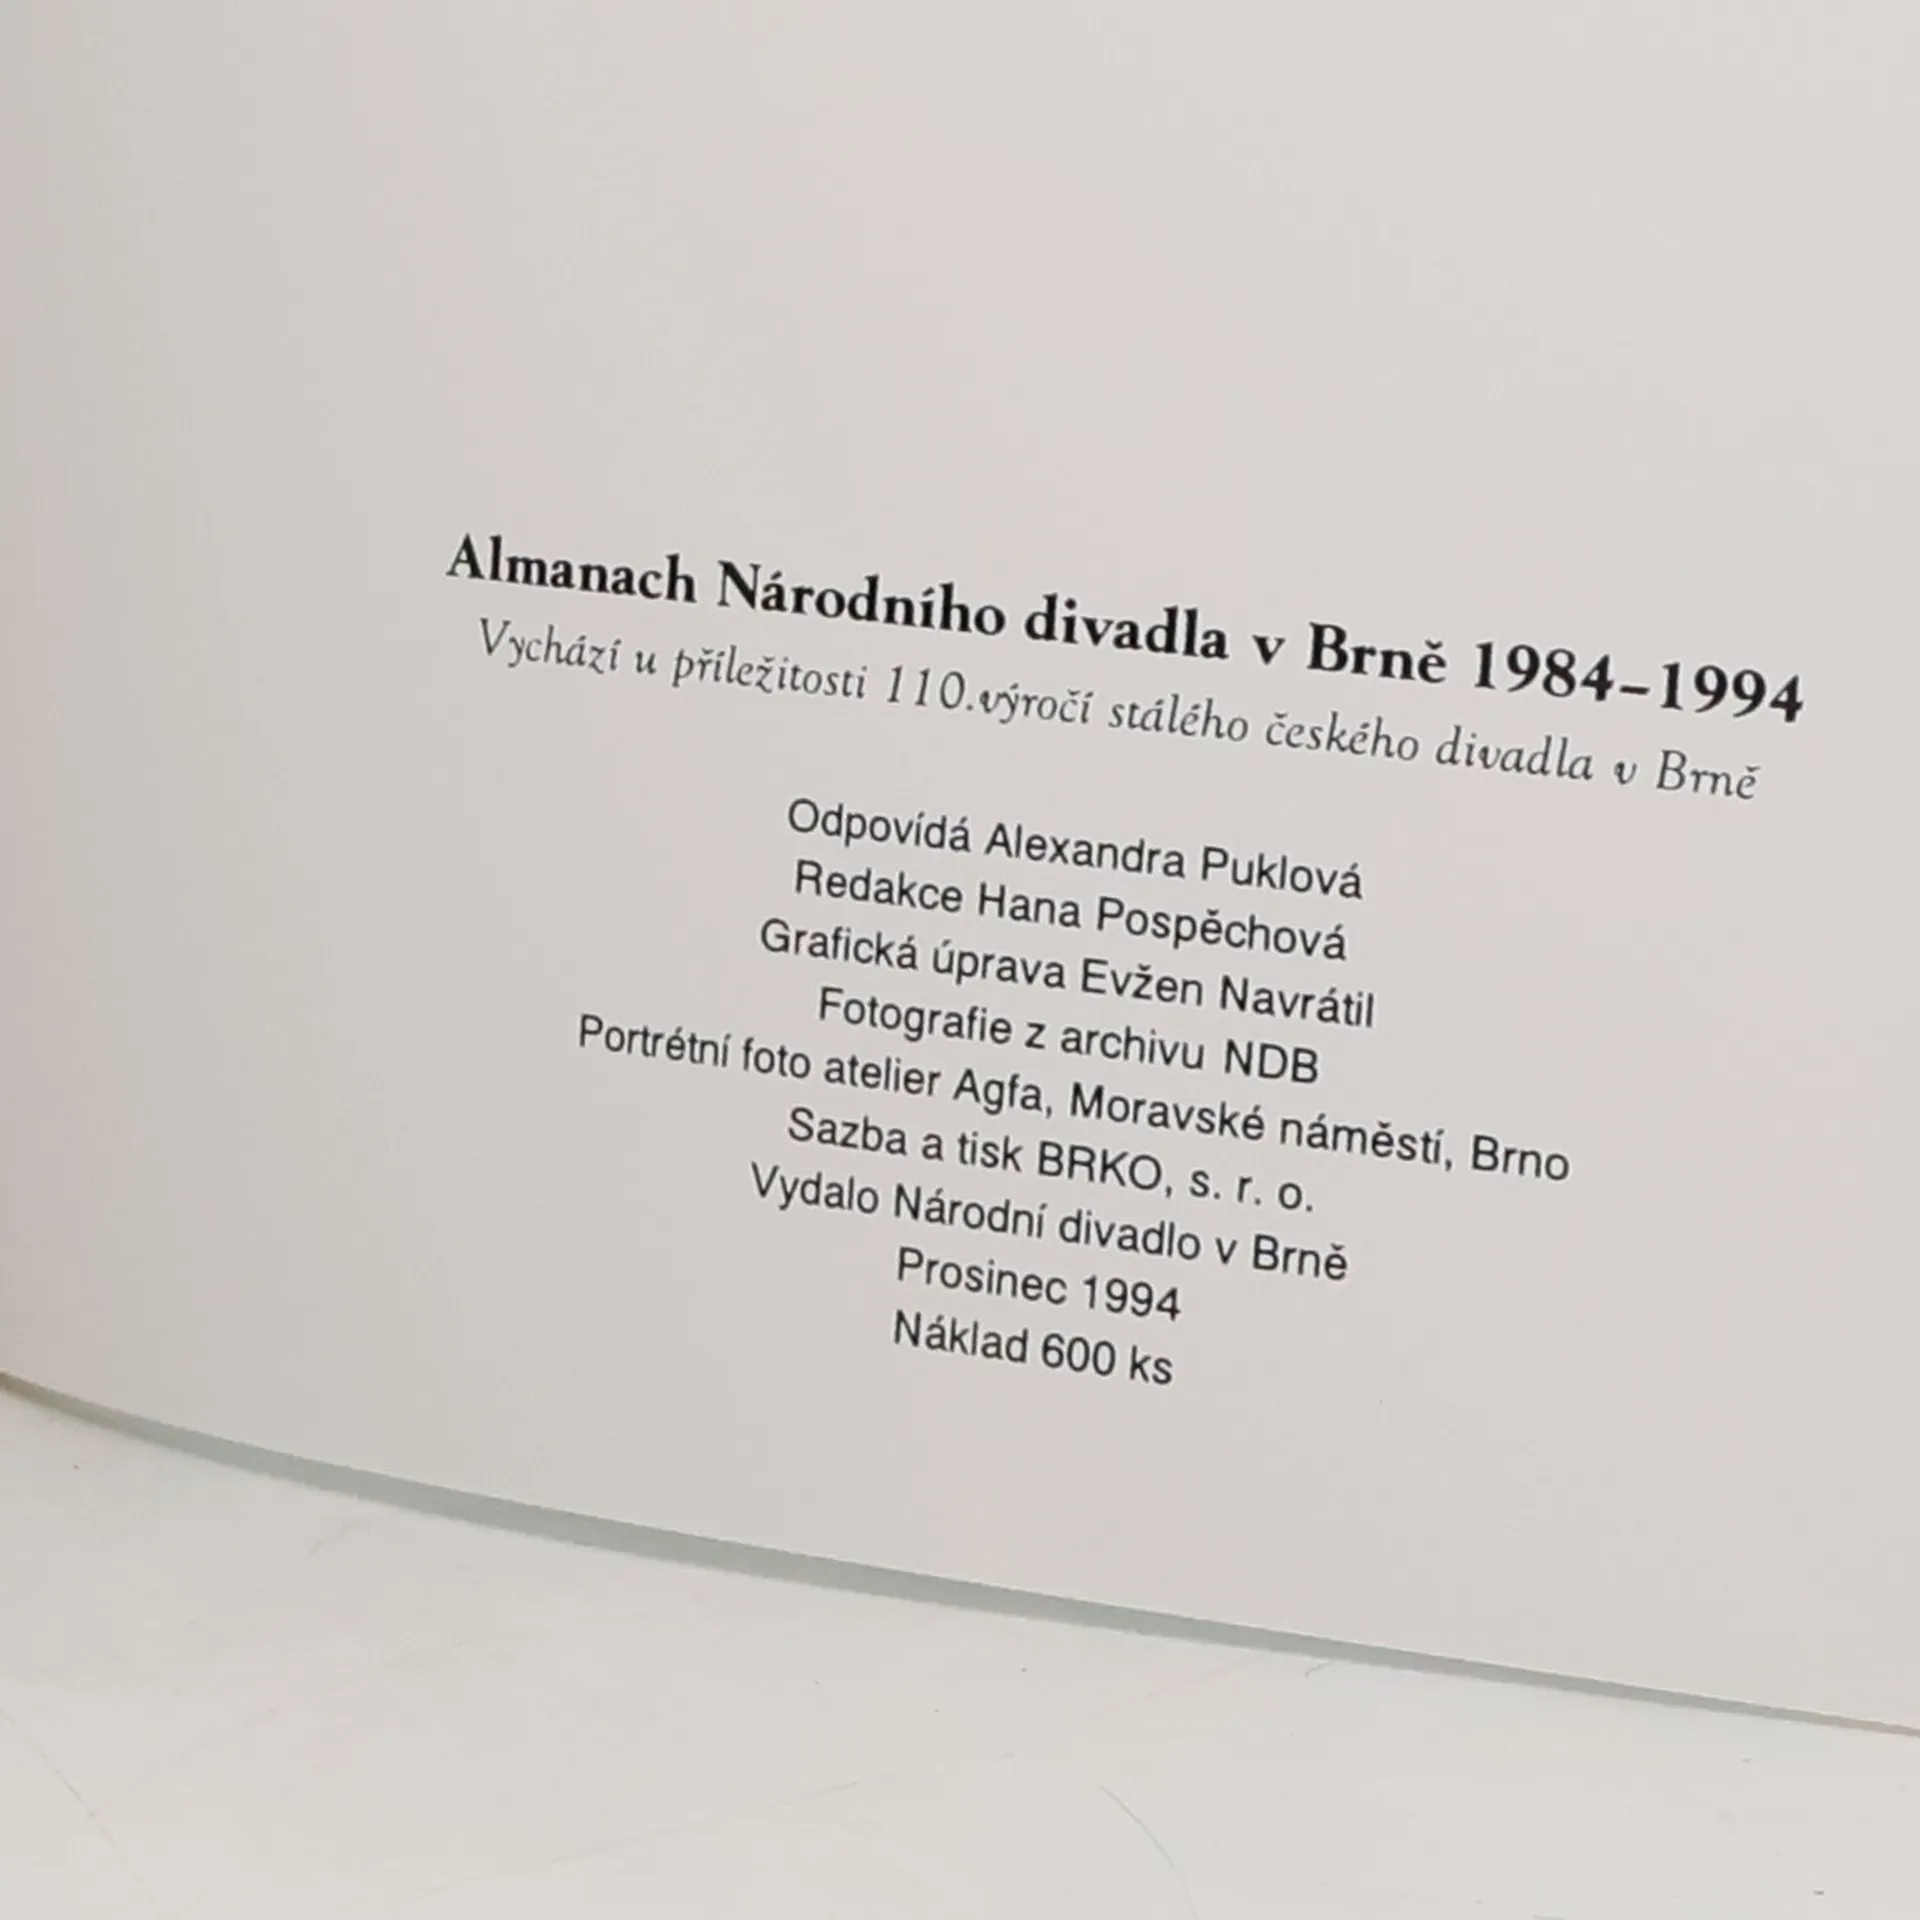 Almanach Národního divadla v Brně 1984–1994
Vychází u příležitosti 110.výročí stálého českého divadla v Brně
Odpovídá Alexandra Puklová
Redakce Hana Pospěchová
Grafická úprava Evžen Navrátil
Fotografie z archivu NDB
Portrétní foto atelier Agfa, Moravské náměstí, Brno
Sazba a tisk BRKO, s. r. o.
Vydalo Národní divadlo v Brně
Prosinec 1994
Náklad 600 ks